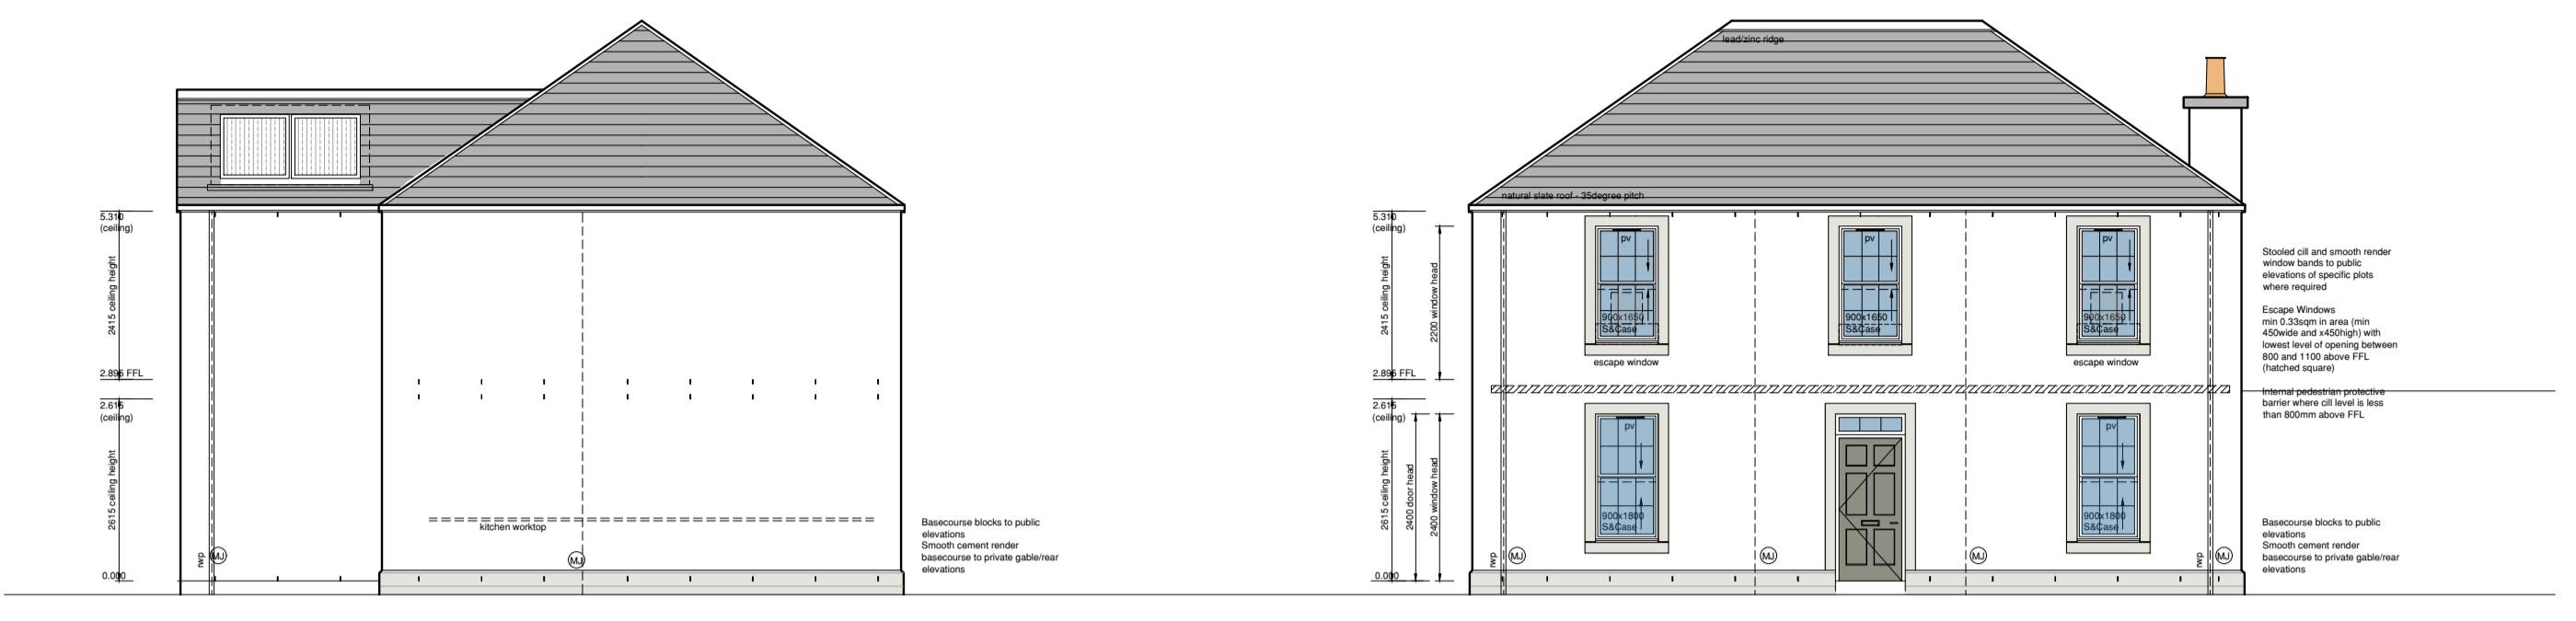 5.310
(ceiling)
2415 ceiling height
2.895 FFL
2.615
(ceiling)
2615 ceiling height
0.000
rwp
MJ
kitchen worktop
MJ
Basecourse blocks to public
elevations
Smooth cement render
basecourse to private gable/rear
elevations
lead/zinc ridge
natural slate roof - 35degree pitch
5.310
(ceiling)
2415 ceiling height
2200 window head
2.895 FFL
2.615
(ceiling)
2615 ceiling height
2400 door head
2400 window head
0.000
pv
900x1650
S&Case
escape window
pv
900x1650
S&Case
pv
900x1650
S&Case
escape window
pv
900x1800
S&Case
pv
900x1800
S&Case
rwp
MJ
MJ
MJ
rwp
MJ
Stooled cill and smooth render
window bands to public
elevations of specific plots
where required
Escape Windows
min 0.33sqm in area (min
450wide and x450high) with
lowest level of opening between
800 and 1100 above FFL
(hatched square)
Internal pedestrian protective
barrier where cill level is less
than 800mm above FFL
Basecourse blocks to public
elevations
Smooth cement render
basecourse to private gable/rear
elevations